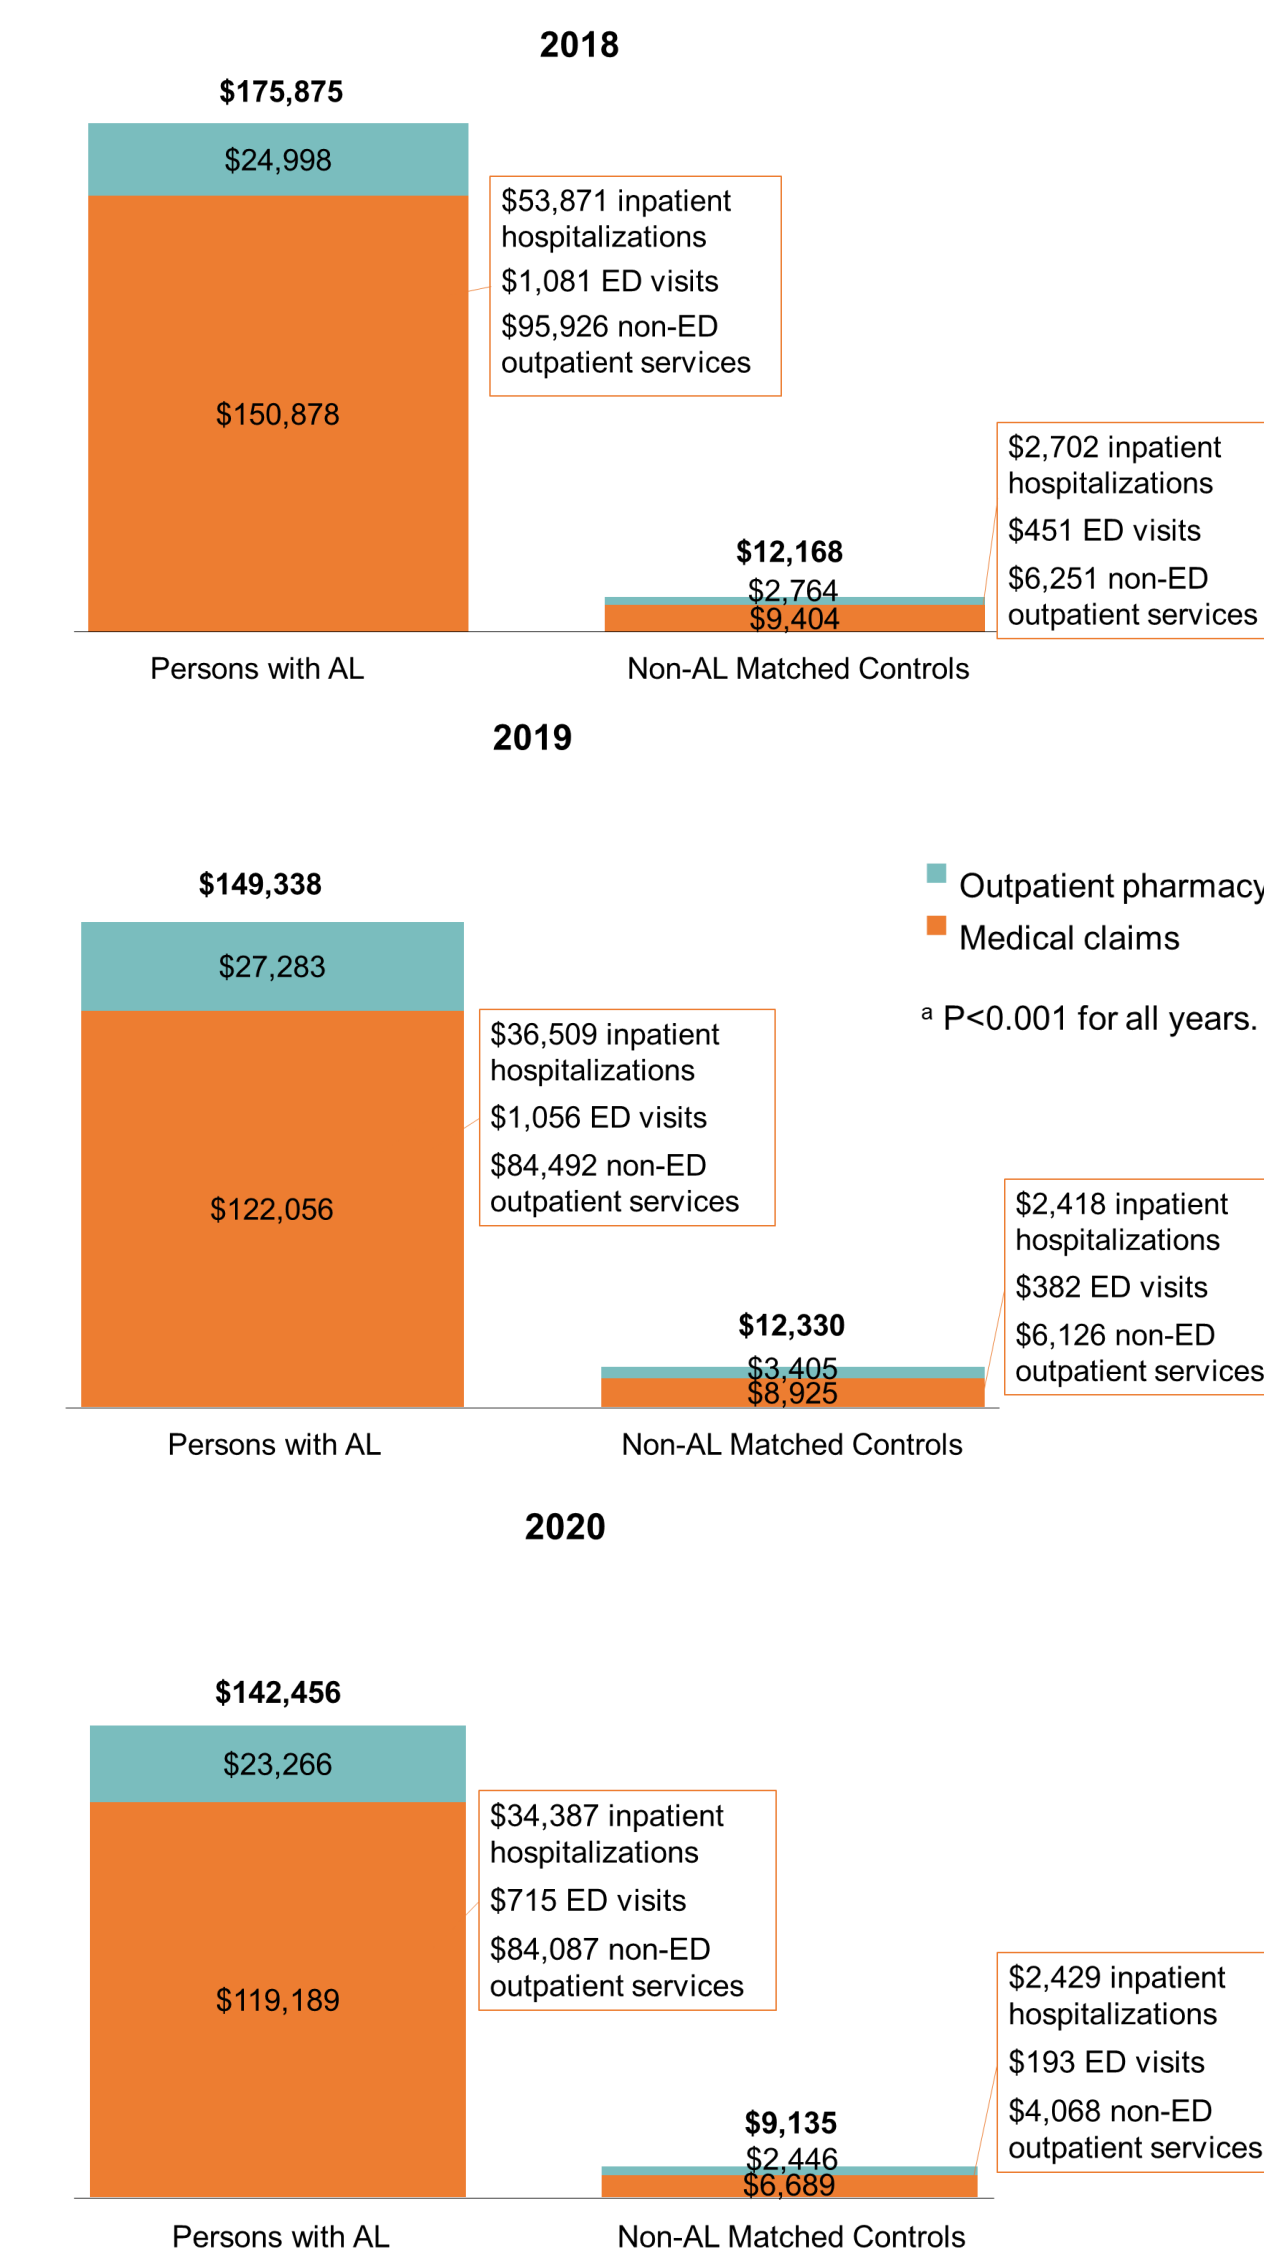 2018
$175,875
$24,998
$53,871 inpatient
hospitalizations
$1,081 ED visits
$95,926 non-ED
outpatient services
$150,878
$2,702 inpatient
hospitalizations
$451 ED visits
$6,251 non-ED
outpatient services
$12,168
$2,764
$9,404
Persons with AL
Non-AL Matched Controls
2019
$149,338
Outpatient pharmacy
Medical claims
ᵃ P<0.001 for all years.
$27,283
$36,509 inpatient
hospitalizations
$1,056 ED visits
$84,492 non-ED
outpatient services
$122,056
$2,418 inpatient
hospitalizations
$382 ED visits
$6,126 non-ED
outpatient services
$12,330
$3,405
$8,925
Persons with AL
Non-AL Matched Controls
2020
$142,456
$23,266
$34,387 inpatient
hospitalizations
$715 ED visits
$84,087 non-ED
outpatient services
$119,189
$2,429 inpatient
hospitalizations
$193 ED visits
$4,068 non-ED
outpatient services
$9,135
$2,446
$6,689
Persons with AL
Non-AL Matched Controls